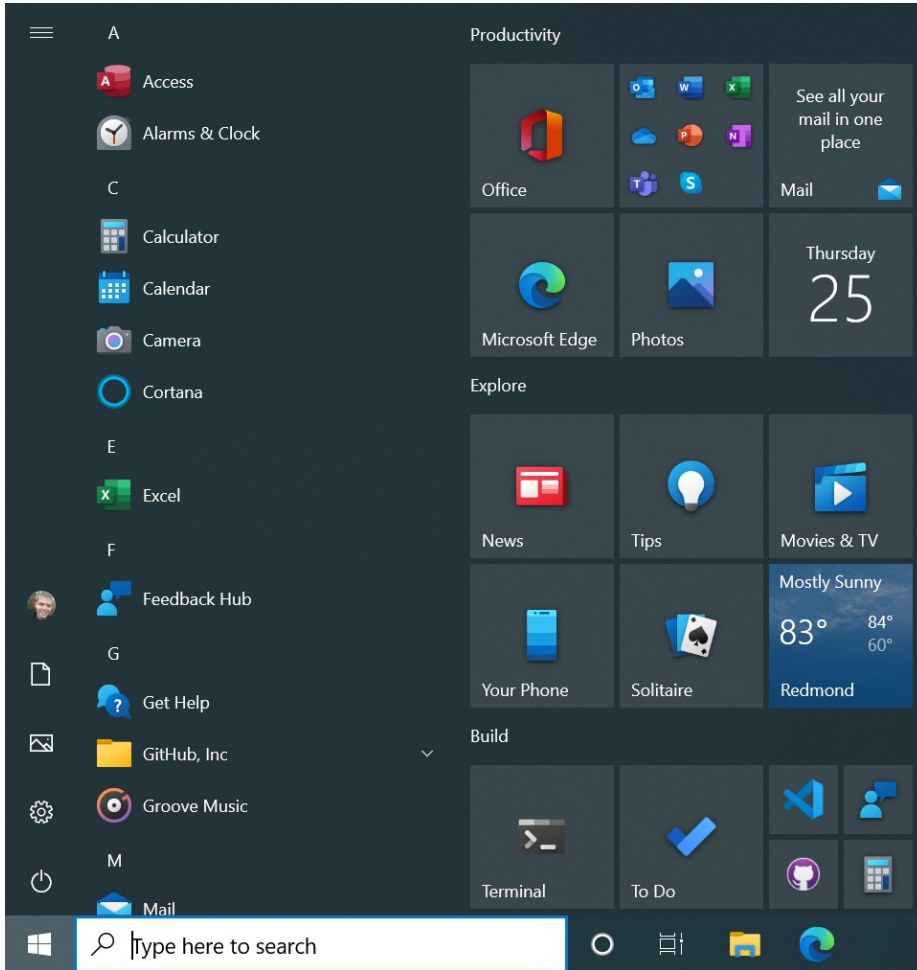 A
Access
Alarms & Clock
C
Calculator
Calendar
Camera
Cortana
E
Excel
F
Feedback Hub
G
Get Help
GitHub, Inc
Groove Music
M
Mail
Productivity
Office
See all your
mail in one
place
Mail
Microsoft Edge
Photos
Thursday
25
Explore
News
Tips
Movies & TV
Your Phone
Solitaire
Mostly Sunny
83°
84°
60°
Redmond
Build
Terminal
To Do
Type here to search